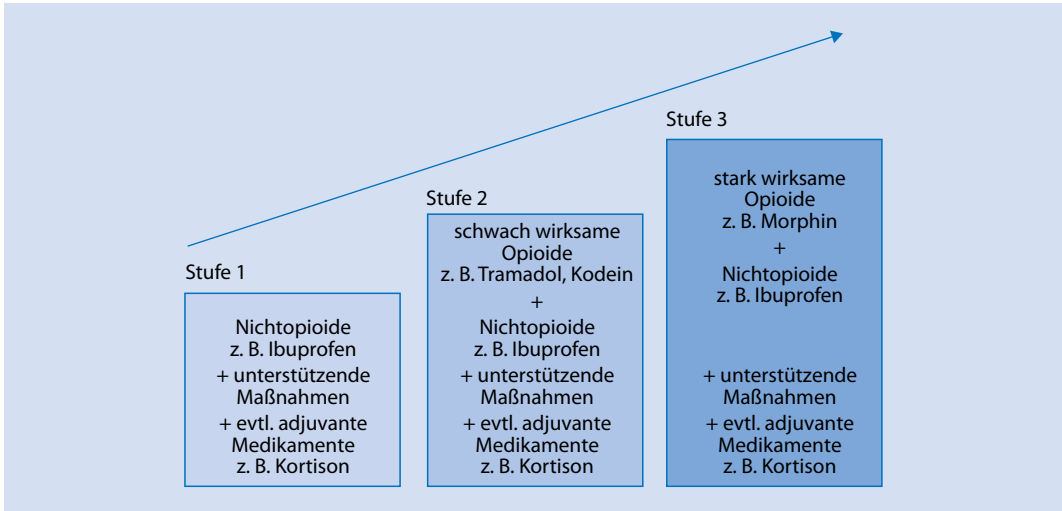 Stufe 1
Nichtopioide
z. B. Ibuprofen
+ unterstützende
Maßnahmen
+ evtl. adjuvante
Medikamente
z. B. Kortison
Stufe 2
schwach wirksame
Opioide
z. B. Tramadol, Kodein
+
Nichtopioide
z. B. Ibuprofen
+ unterstützende
Maßnahmen
+ evtl. adjuvante
Medikamente
z. B. Kortison
Stufe 3
stark wirksame
Opioide
z. B. Morphin
+
Nichtopioide
z. B. Ibuprofen
+ unterstützende
Maßnahmen
+ evtl. adjuvante
Medikamente
z. B. Kortison